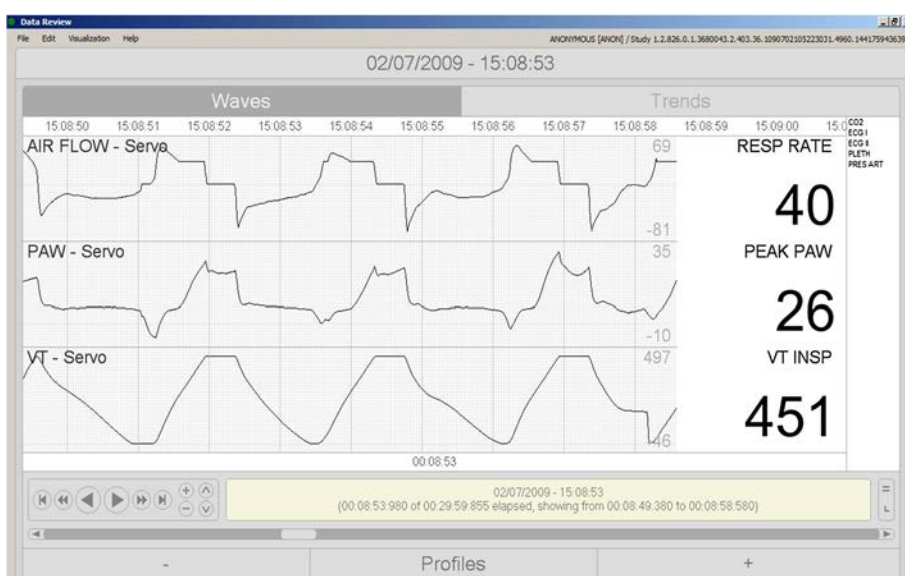 Data Review
File Edit Visualization Help
ANONYMOUS [ANON] / Study 1.2.826.0.1.3680043.2.403.36.1090702105223031.4960.144175943639
02/07/2009 - 15:08:53
Waves Trends
15:08:50 15:08:51 15:08:52 15:08:53 15:08:54 15:08:55 15:08:56 15:08:57 15:08:58 15:08:59 15:09:00 15:0
CO2
ECG I
ECG II
PLETH
PRES ART
AIR FLOW - Servo 69 RESP RATE
40
-81
PAW - Servo 35 PEAK PAW
26
-10
VT - Servo 497 VT INSP
451
-46
00:08:53
02/07/2009 - 15:08:53
(00:08:53:980 of 00:29:59:855 elapsed, showing from 00:08:49:380 to 00:08:58:580)
- Profiles +